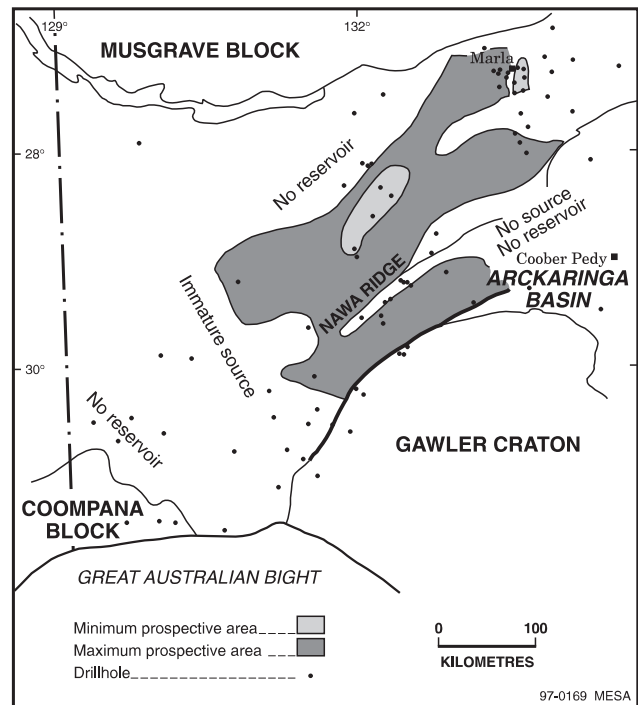 129°
132°
MUSGRAVE BLOCK
Marla
28°
No reservoir
No source
No reservoir
Coober Pedy
ARCKARINGA
BASIN
NAWA RIDGE
Immature source
30°
No reservoir
GAWLER CRATON
COOMPANA
BLOCK
GREAT AUSTRALIAN BIGHT
Minimum prospective area
Maximum prospective area
Drillhole
0 100
KILOMETRES
97-0169 MESA